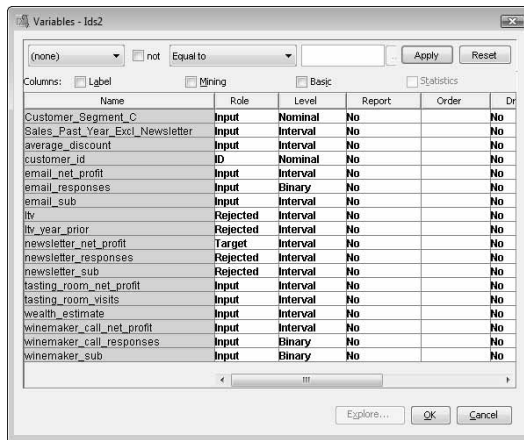 Variables - Ids2
(none) not Equal to ... Apply Reset
Columns: Label Mining Basic Statistics
Name Role Level Report Order Dr
Customer_Segment_C Input Nominal No No
Sales_Past_Year_Excl_Newsletter Input Interval No No
average_discount Input Interval No No
customer_id ID Nominal No No
email_net_profit Input Interval No No
email_responses Input Binary No No
email_sub Input Interval No No
ltv Rejected Interval No No
ltv_year_prior Rejected Interval No No
newsletter_net_profit Target Interval No No
newsletter_responses Rejected Interval No No
newsletter_sub Rejected Interval No No
tasting_room_net_profit Input Interval No No
tasting_room_visits Input Interval No No
wealth_estimate Input Interval No No
winemaker_call_net_profit Input Interval No No
winemaker_call_responses Input Binary No No
winemaker_sub Input Binary No No
Explore... OK Cancel